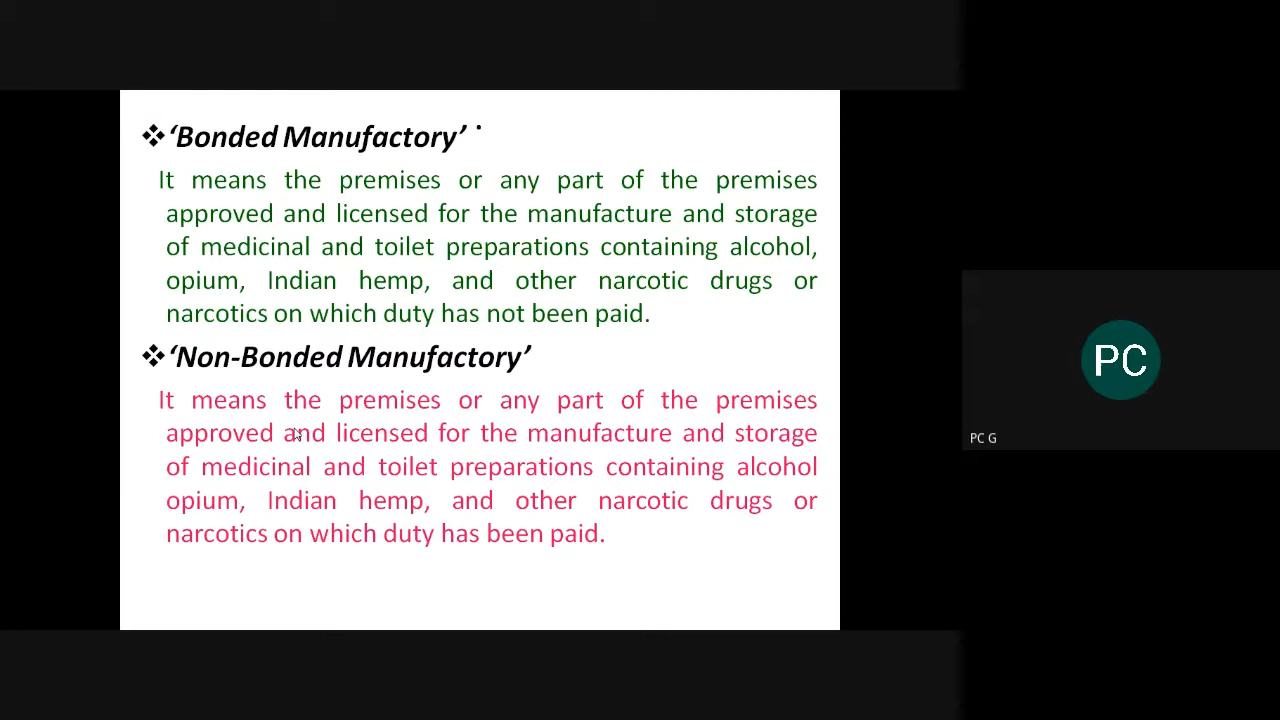 ❖‘Bonded Manufactory’ .
It means the premises or any part of the premises
approved and licensed for the manufacture and storage
of medicinal and toilet preparations containing alcohol,
opium, Indian hemp, and other narcotic drugs or
narcotics on which duty has not been paid.
❖‘Non-Bonded Manufactory’
It means the premises or any part of the premises
approved and licensed for the manufacture and storage
of medicinal and toilet preparations containing alcohol
opium, Indian hemp, and other narcotic drugs or
narcotics on which duty has been paid.
PC
PC G